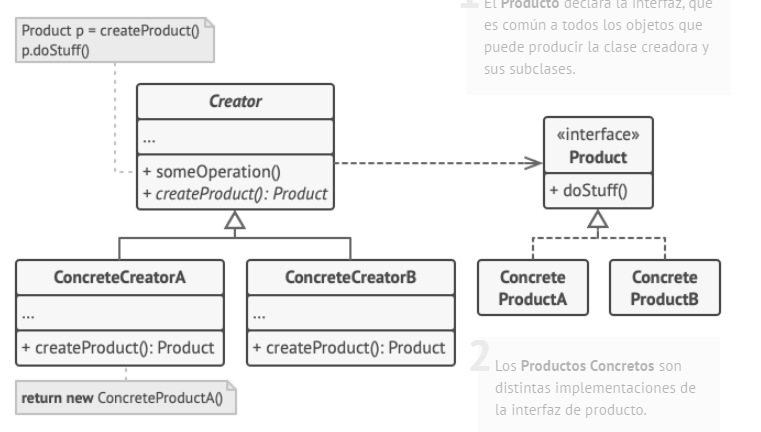 Product p = createProduct()
p.doStuff()
1
El Producto declara la interfaz, que
es común a todos los objetos que
puede producir la clase creadora y
sus subclases.
Creator
...
+ someOperation()
+ createProduct(): Product
«interface»
Product
+ doStuff()
ConcreteCreatorA
...
+ createProduct(): Product
ConcreteCreatorB
...
+ createProduct(): Product
Concrete
ProductA
Concrete
ProductB
return new ConcreteProductA()
2
Los Productos Concretos son
distintas implementaciones de
la interfaz de producto.